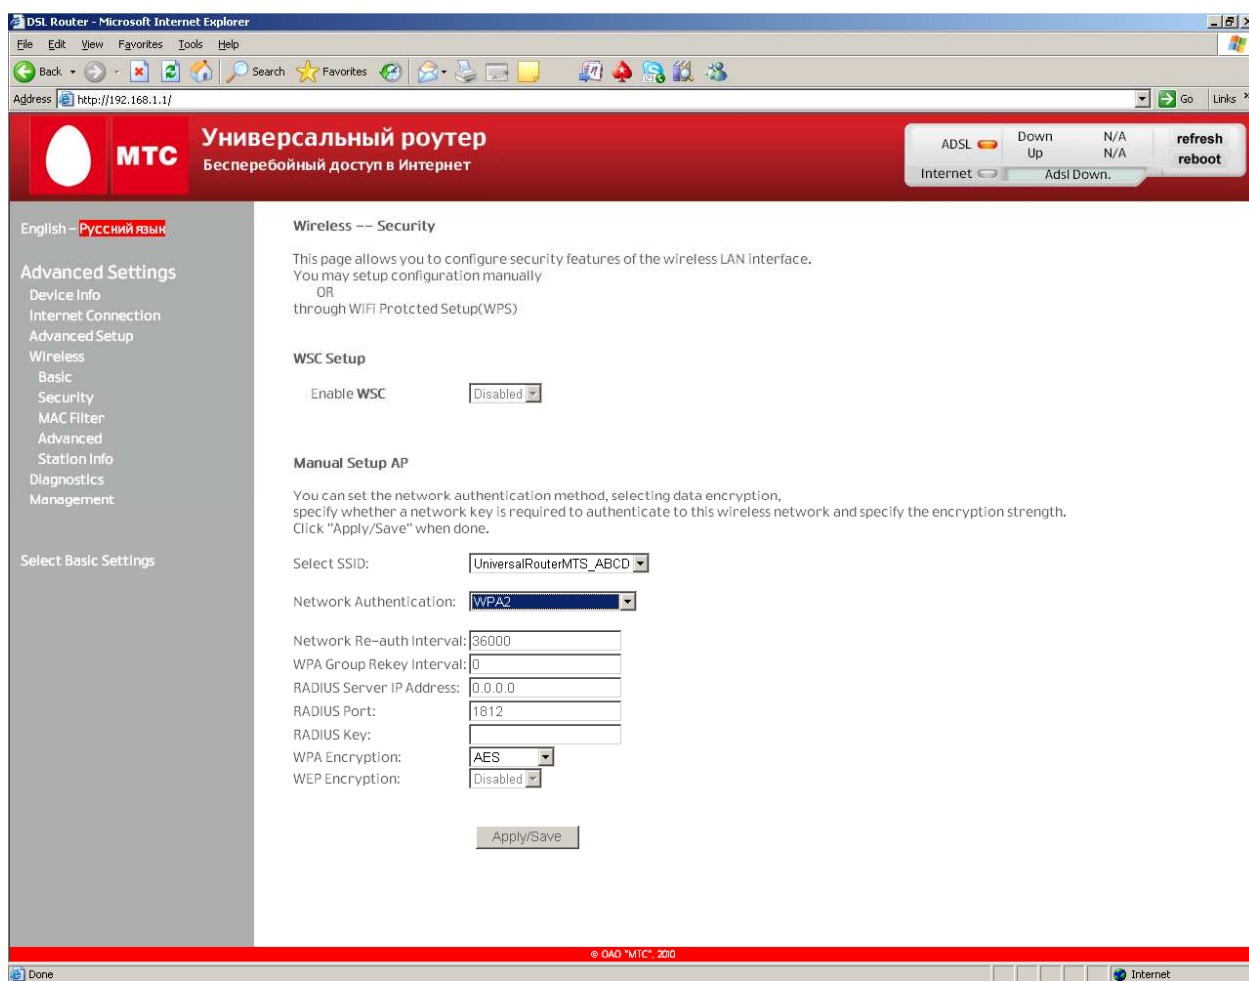 DSL Router - Microsoft Internet Explorer
File Edit View Favorites Tools Help
Back Search Favorites
Address http://192.168.1.1/ Go Links »
МТС
Универсальный роутер
Бесперебойный доступ в Интернет
ADSL Down N/A refresh
Up N/A reboot
Internet Adsl Down.
English – Русский язык
Advanced Settings
Device Info
Internet Connection
Advanced Setup
Wireless
Basic
Security
MAC Filter
Advanced
Station Info
Diagnostics
Management
Select Basic Settings
Wireless -- Security
This page allows you to configure security features of the wireless LAN interface.
You may setup configuration manually
OR
through WiFi Protcted Setup(WPS)
WSC Setup
Enable WSC Disabled
Manual Setup AP
You can set the network authentication method, selecting data encryption,
specify whether a network key is required to authenticate to this wireless network and specify the encryption strength.
Click "Apply/Save" when done.
Select SSID: UniversalRouterMTS_ABCD
Network Authentication: WPA2
Network Re-auth Interval: 36000
WPA Group Rekey Interval: 0
RADIUS Server IP Address: 0.0.0.0
RADIUS Port: 1812
RADIUS Key:
WPA Encryption: AES
WEP Encryption: Disabled
Apply/Save
© ОАО "МТС", 2010
Done Internet